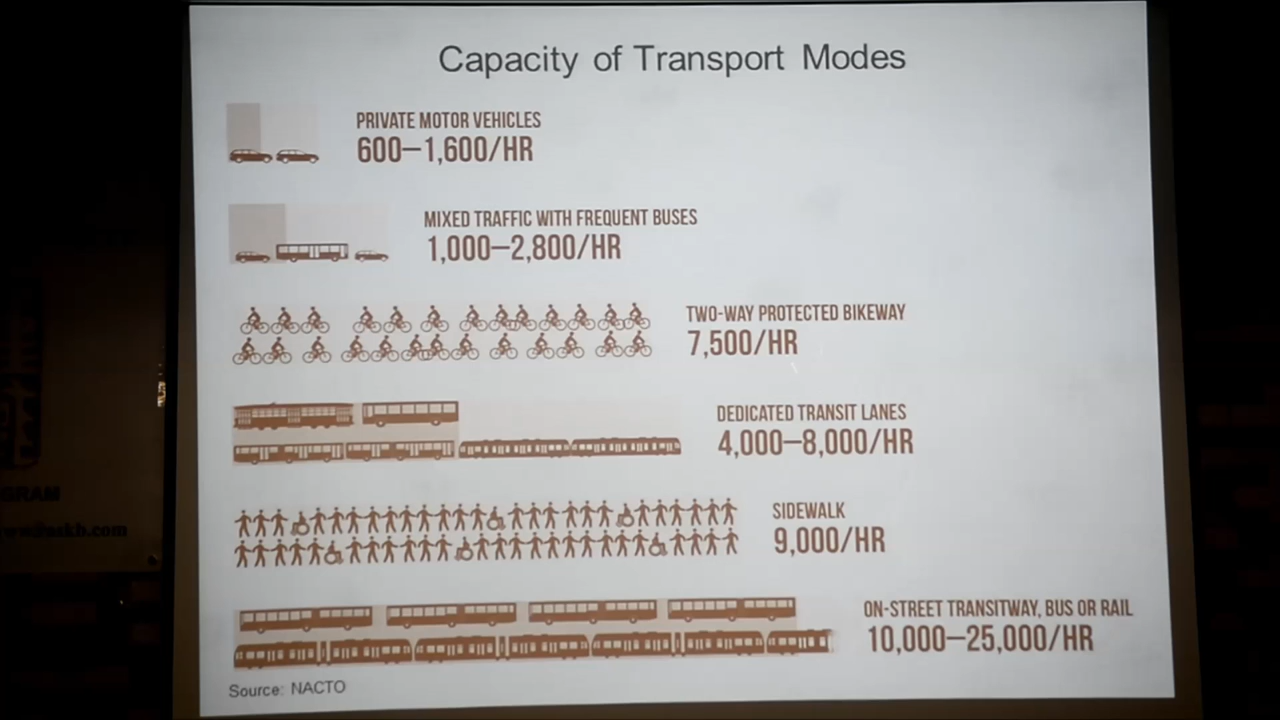 Capacity of Transport Modes
PRIVATE MOTOR VEHICLES
600–1,600/HR
MIXED TRAFFIC WITH FREQUENT BUSES
1,000–2,800/HR
TWO-WAY PROTECTED BIKEWAY
7,500/HR
DEDICATED TRANSIT LANES
4,000–8,000/HR
SIDEWALK
9,000/HR
ON-STREET TRANSITWAY, BUS OR RAIL
10,000–25,000/HR
Source: NACTO
GRAM